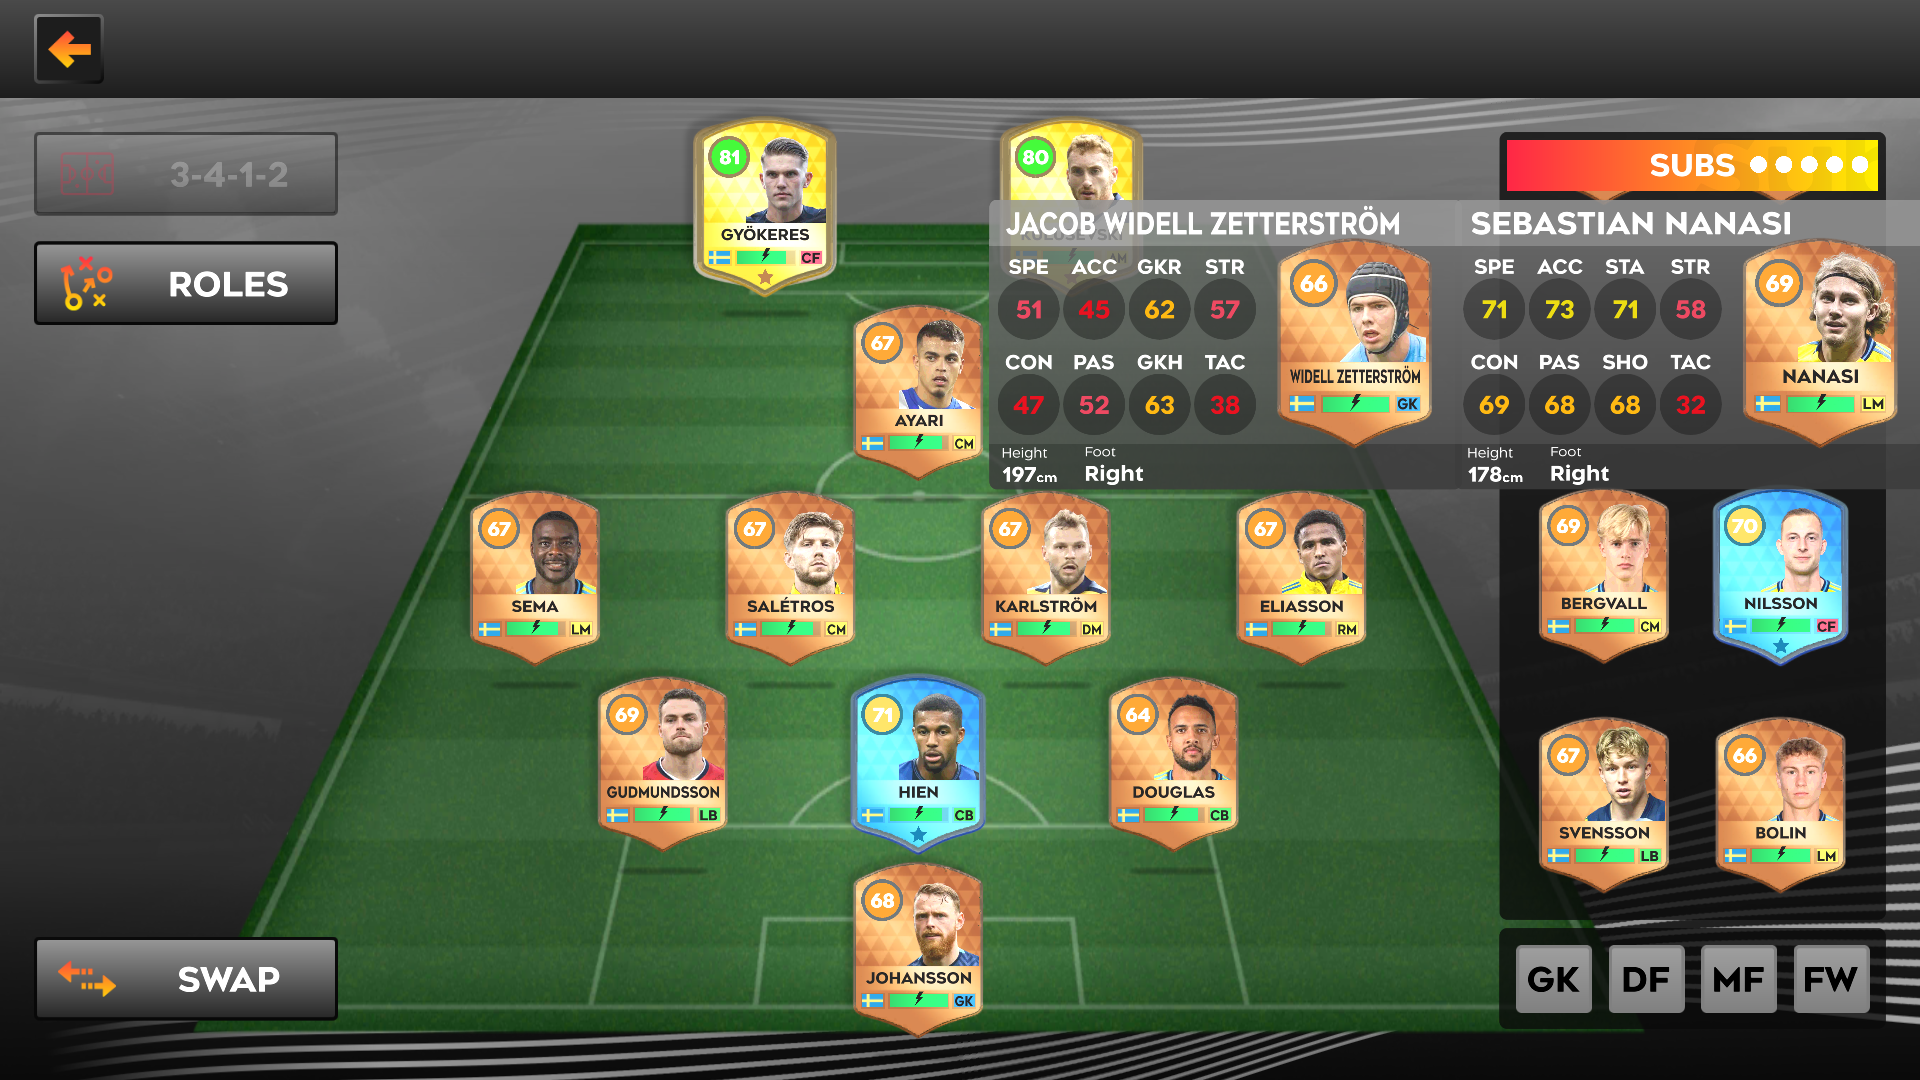 3-4-1-2
ROLES
SWAP
81
GYÖKERES
CF
80
KULUSEVSKI
AM
67
AYARI
CM
67
SEMA
LM
67
SALÉTROS
CM
67
KARLSTRÖM
DM
67
ELIASSON
RM
69
GUDMUNDSSON
LB
71
HIEN
CB
64
DOUGLAS
CB
68
JOHANSSON
GK
JACOB WIDELL ZETTERSTRÖM
SPE ACC GKR STR
51 45 62 57
CON PAS GKH TAC
47 52 63 38
Height Foot
197cm Right
66
WIDELL ZETTERSTRÖM
GK
SUBS
SEBASTIAN NANASI
SPE ACC STA STR
71 73 71 58
CON PAS SHO TAC
69 68 68 32
Height Foot
178cm Right
69
NANASI
LM
69
BERGVALL
CM
70
NILSSON
CF
67
SVENSSON
LB
66
BOLIN
LM
GK DF MF FW